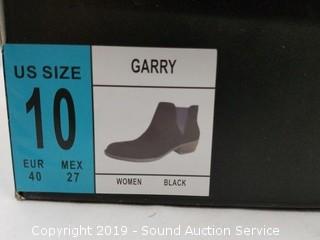 US SIZE
10
EUR MEX
40 27
GARRY
WOMEN BLACK
Copyright 2019 - Sound Auction Service